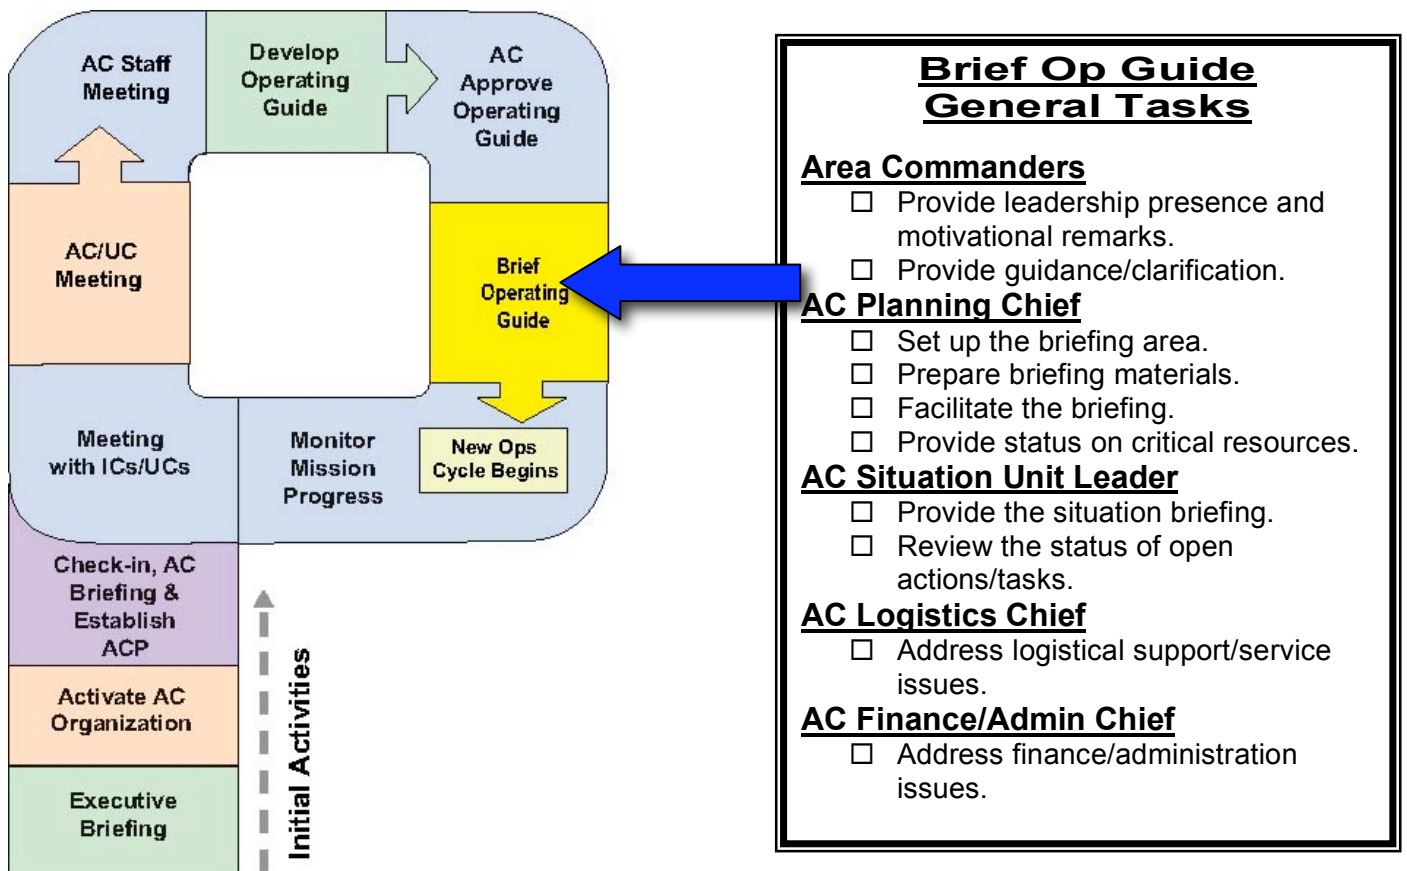 AC Staff
Meeting
Develop
Operating
Guide
AC
Approve
Operating
Guide
AC/UC
Meeting
Brief
Operating
Guide
Meeting
with ICs/UCs
Monitor
Mission
Progress
New Ops
Cycle Begins
Check-in, AC
Briefing &
Establish
ACP
Activate AC
Organization
Executive
Briefing
Initial Activities
Brief Op Guide
General Tasks
Area Commanders
☐ Provide leadership presence and
motivational remarks.
☐ Provide guidance/clarification.
AC Planning Chief
☐ Set up the briefing area.
☐ Prepare briefing materials.
☐ Facilitate the briefing.
☐ Provide status on critical resources.
AC Situation Unit Leader
☐ Provide the situation briefing.
☐ Review the status of open
actions/tasks.
AC Logistics Chief
☐ Address logistical support/service
issues.
AC Finance/Admin Chief
☐ Address finance/administration
issues.